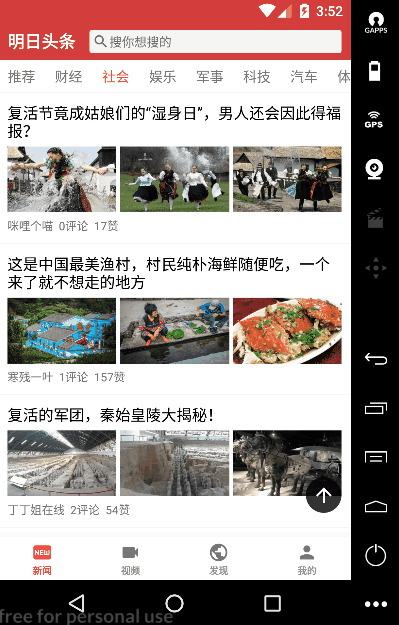 3:52
明日头条
搜你想搜的
推荐 财经 社会 娱乐 军事 科技 汽车 体
复活节竟成姑娘们的“湿身日”，男人还会因此得福
报？
咪哩个喵 0评论 17赞
这是中国最美渔村，村民纯朴海鲜随便吃，一个
来了就不想走的地方
寒残一叶 1评论 157赞
复活的军团，秦始皇陵大揭秘！
丁丁姐在线 2评论 54赞
NEW
新闻 视频 发现 我的
free for personal use
GAPPS
GPS